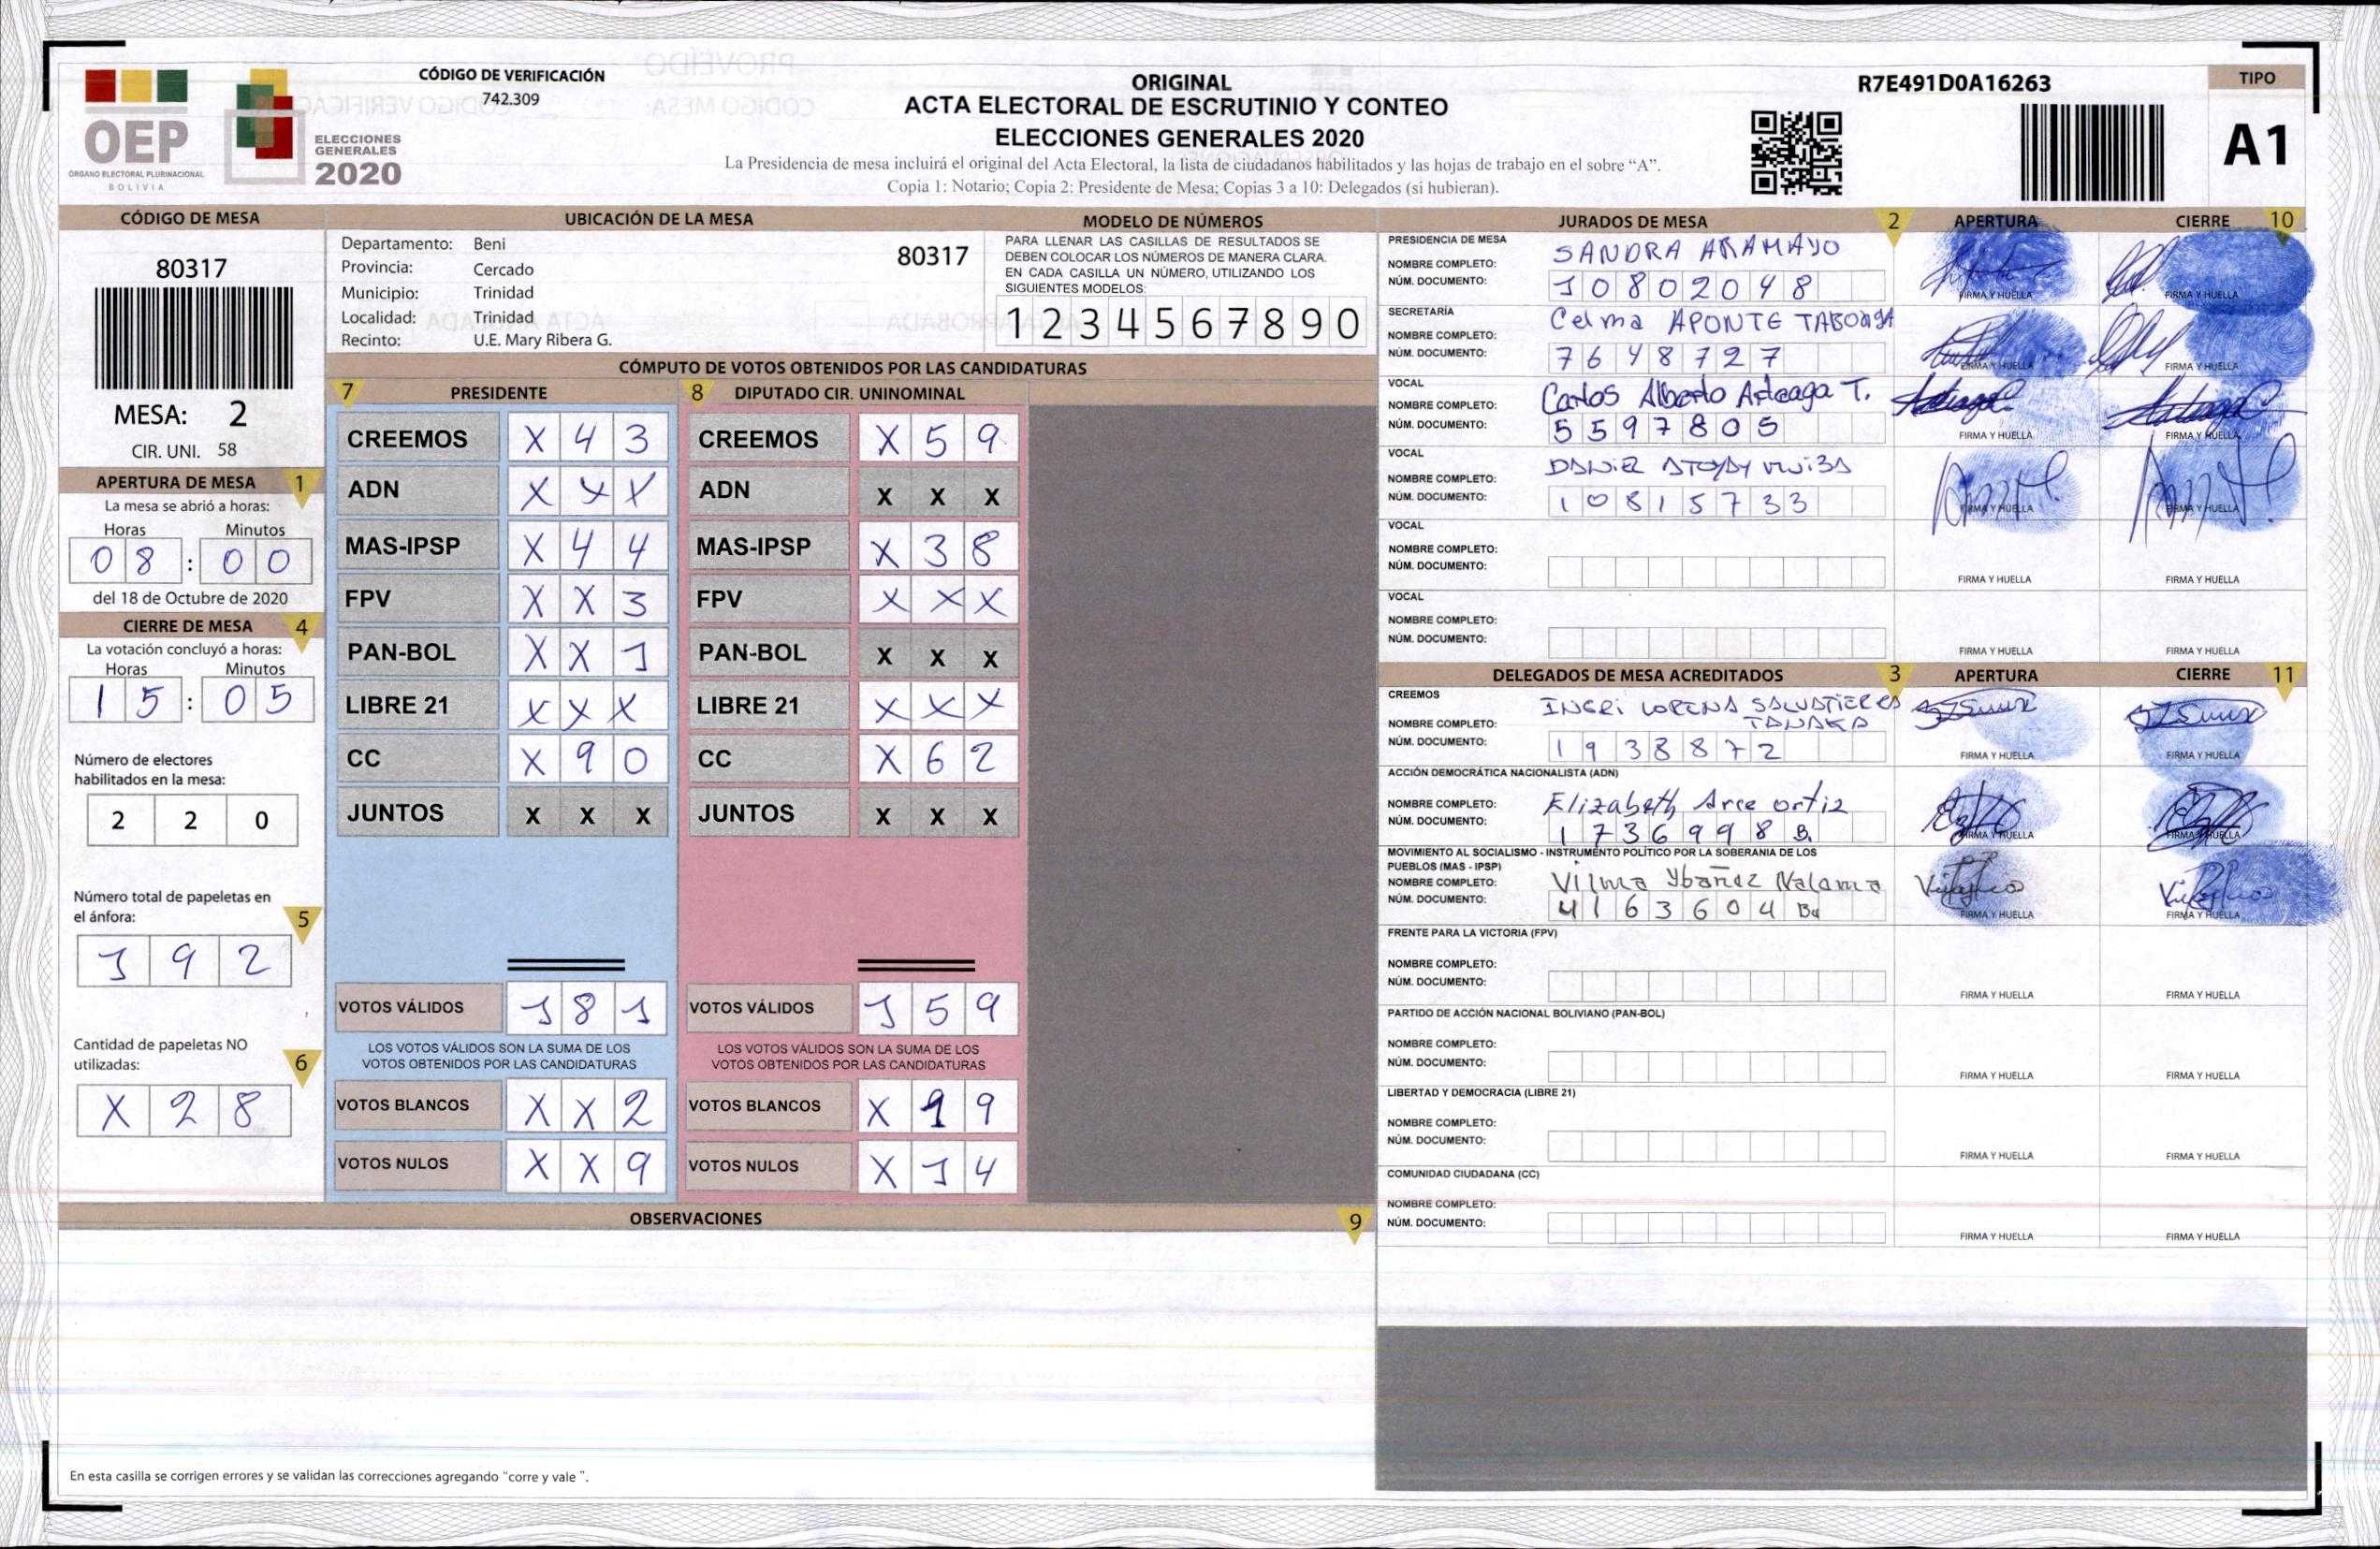 OEP
ÓRGANO ELECTORAL PLURINACIONAL
BOLIVIA
ELECCIONES
GENERALES
2020
CÓDIGO DE VERIFICACIÓN
742.309
ORIGINAL
ACTA ELECTORAL DE ESCRUTINIO Y CONTEO
ELECCIONES GENERALES 2020
La Presidencia de mesa incluirá el original del Acta Electoral, la lista de ciudadanos habilitados y las hojas de trabajo en el sobre “A”.
Copia 1: Notario; Copia 2: Presidente de Mesa; Copias 3 a 10: Delegados (si hubieran).
R7E491D0A16263
TIPO
A1
CÓDIGO DE MESA
80317
MESA: 2
CIR. UNI. 58
APERTURA DE MESA 1
La mesa se abrió a horas:
Horas Minutos
08 : 00
del 18 de Octubre de 2020
CIERRE DE MESA 4
La votación concluyó a horas:
Horas Minutos
15 : 05
Número de electores
habilitados en la mesa:
2 2 0
Número total de papeletas en
el ánfora: 5
1 9 2
Cantidad de papeletas NO
utilizadas: 6
X 2 8
UBICACIÓN DE LA MESA
Departamento: Beni
Provincia: Cercado
Municipio: Trinidad
Localidad: Trinidad
Recinto: U.E. Mary Ribera G.
80317
MODELO DE NÚMEROS
PARA LLENAR LAS CASILLAS DE RESULTADOS SE
DEBEN COLOCAR LOS NÚMEROS DE MANERA CLARA.
EN CADA CASILLA UN NÚMERO, UTILIZANDO LOS
SIGUIENTES MODELOS:
1 2 3 4 5 6 7 8 9 0
CÓMPUTO DE VOTOS OBTENIDOS POR LAS CANDIDATURAS
7 PRESIDENTE
CREEMOS X 4 3
ADN X X X
MAS-IPSP X 4 4
FPV X X 3
PAN-BOL X X 1
LIBRE 21 X X X
CC X 9 0
JUNTOS X X X
VOTOS VÁLIDOS 1 8 1
LOS VOTOS VÁLIDOS SON LA SUMA DE LOS
VOTOS OBTENIDOS POR LAS CANDIDATURAS
VOTOS BLANCOS X X 2
VOTOS NULOS X X 9
8 DIPUTADO CIR. UNINOMINAL
CREEMOS X 5 9
ADN X X X
MAS-IPSP X 3 8
FPV X X X
PAN-BOL X X X
LIBRE 21 X X X
CC X 6 2
JUNTOS X X X
VOTOS VÁLIDOS 1 5 9
LOS VOTOS VÁLIDOS SON LA SUMA DE LOS
VOTOS OBTENIDOS POR LAS CANDIDATURAS
VOTOS BLANCOS X 1 9
VOTOS NULOS X 1 4
OBSERVACIONES 9
En esta casilla se corrigen errores y se validan las correcciones agregando "corre y vale ".
JURADOS DE MESA 2 APERTURA CIERRE 10
PRESIDENCIA DE MESA
NOMBRE COMPLETO: SANDRA ARAMAYO
NÚM. DOCUMENTO: 10802048
FIRMA Y HUELLA FIRMA Y HUELLA
SECRETARÍA
NOMBRE COMPLETO: Celma APONTE TABORGA
NÚM. DOCUMENTO: 7648727
FIRMA Y HUELLA FIRMA Y HUELLA
VOCAL
NOMBRE COMPLETO: Carlos Alberto Arteaga T.
NÚM. DOCUMENTO: 5597805
FIRMA Y HUELLA FIRMA Y HUELLA
VOCAL
NOMBRE COMPLETO:
NÚM. DOCUMENTO: 10815733
FIRMA Y HUELLA FIRMA Y HUELLA
VOCAL
NOMBRE COMPLETO:
NÚM. DOCUMENTO:
FIRMA Y HUELLA FIRMA Y HUELLA
VOCAL
NOMBRE COMPLETO:
NÚM. DOCUMENTO:
FIRMA Y HUELLA FIRMA Y HUELLA
DELEGADOS DE MESA ACREDITADOS 3 APERTURA CIERRE 11
CREEMOS
NOMBRE COMPLETO: INGRI LORENA SALVATIERRA TANAKA
NÚM. DOCUMENTO: 1938872
FIRMA Y HUELLA FIRMA Y HUELLA
ACCIÓN DEMOCRÁTICA NACIONALISTA (ADN)
NOMBRE COMPLETO: Elizabeth Arce ortiz
NÚM. DOCUMENTO: 1736998 B.
FIRMA Y HUELLA FIRMA Y HUELLA
MOVIMIENTO AL SOCIALISMO - INSTRUMENTO POLÍTICO POR LA SOBERANIA DE LOS
PUEBLOS (MAS - IPSP)
NOMBRE COMPLETO: Vilma Ybañez Nalama
NÚM. DOCUMENTO: 4163604 Be
FIRMA Y HUELLA FIRMA Y HUELLA
FRENTE PARA LA VICTORIA (FPV)
NOMBRE COMPLETO:
NÚM. DOCUMENTO:
FIRMA Y HUELLA FIRMA Y HUELLA
PARTIDO DE ACCIÓN NACIONAL BOLIVIANO (PAN-BOL)
NOMBRE COMPLETO:
NÚM. DOCUMENTO:
FIRMA Y HUELLA FIRMA Y HUELLA
LIBERTAD Y DEMOCRACIA (LIBRE 21)
NOMBRE COMPLETO:
NÚM. DOCUMENTO:
FIRMA Y HUELLA FIRMA Y HUELLA
COMUNIDAD CIUDADANA (CC)
NOMBRE COMPLETO:
NÚM. DOCUMENTO:
FIRMA Y HUELLA FIRMA Y HUELLA